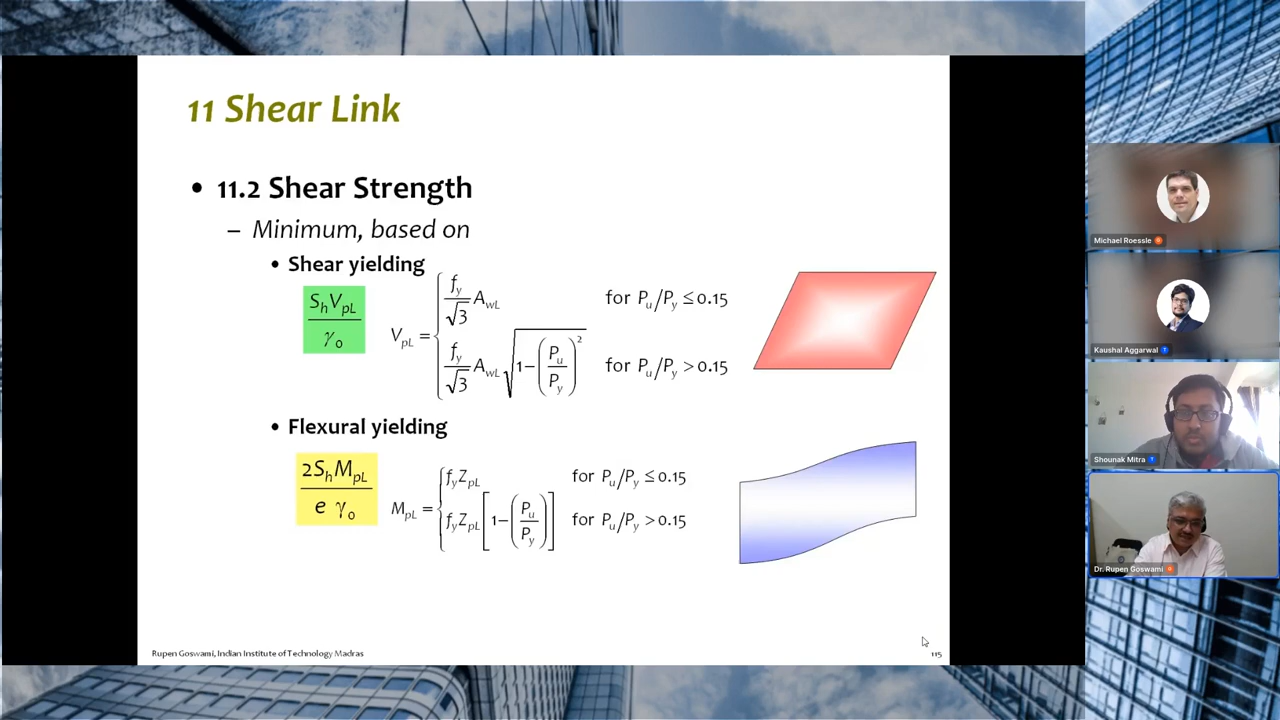 11 Shear Link
• 11.2 Shear Strength
– Minimum, based on
• Shear yielding
S_h V_pL / γ_0
V_pL = { f_y/√3 A_wL for P_u/P_y ≤ 0.15
f_y/√3 A_wL √(1−(P_u/P_y)²) for P_u/P_y > 0.15
• Flexural yielding
2S_h M_pL / e γ_0
M_pL = { f_y Z_pL for P_u/P_y ≤ 0.15
f_y Z_pL [1−(P_u/P_y)] for P_u/P_y > 0.15
Rupen Goswami, Indian Institute of Technology Madras
115
Michael Roessle
Kaushal Aggarwal
Shounak Mitra
Dr. Rupen Goswami